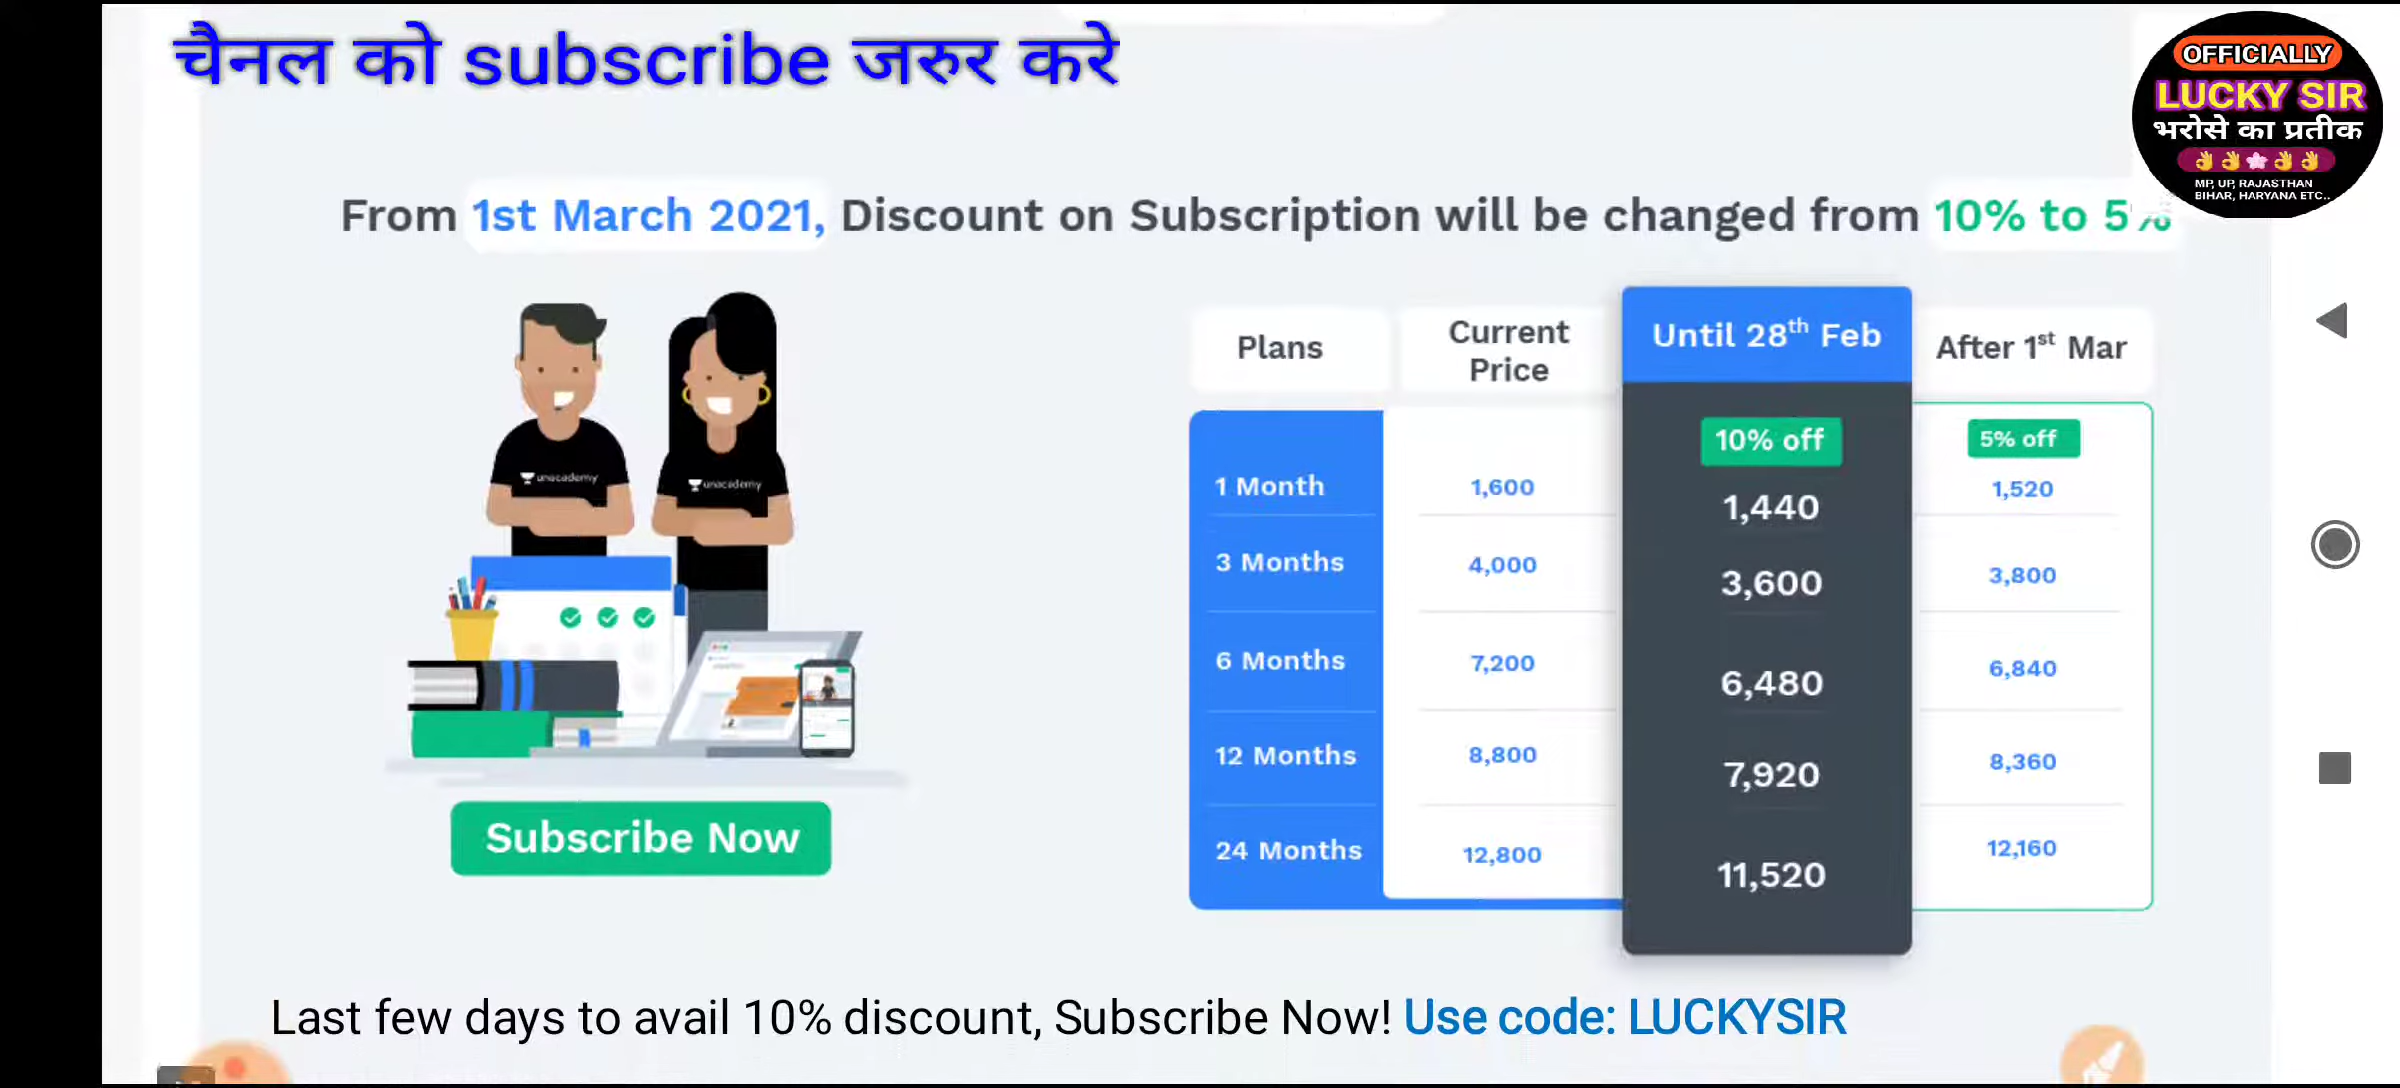 चैनल को subscribe जरुर करे
OFFICIALLY
LUCKY SIR
भरोसे का प्रतीक
MP, UP, RAJASTHAN
BIHAR, HARYANA ETC..
From 1st March 2021, Discount on Subscription will be changed from 10% to 5%
unacademy
unacademy
Subscribe Now
Plans Current Price Until 28th Feb After 1st Mar
10% off 5% off
1 Month 1,600 1,440 1,520
3 Months 4,000 3,600 3,800
6 Months 7,200 6,480 6,840
12 Months 8,800 7,920 8,360
24 Months 12,800 11,520 12,160
Last few days to avail 10% discount, Subscribe Now! Use code: LUCKYSIR